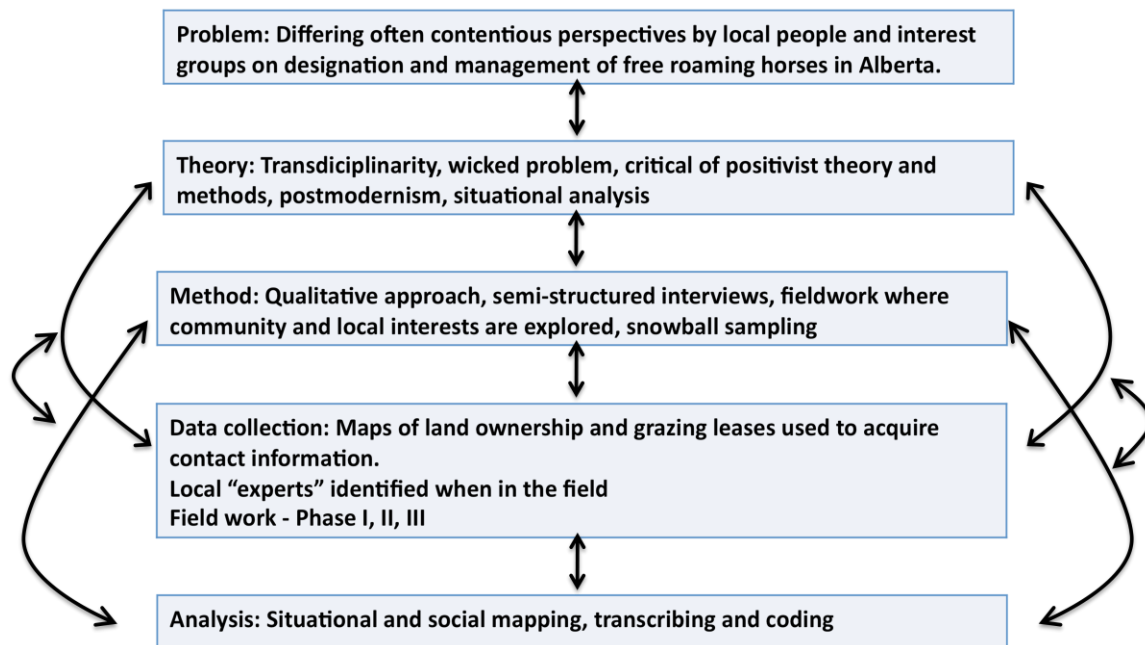 Problem: Differing often contentious perspectives by local people and interest
groups on designation and management of free roaming horses in Alberta.
Theory: Transdiciplinarity, wicked problem, critical of positivist theory and
methods, postmodernism, situational analysis
Method: Qualitative approach, semi-structured interviews, fieldwork where
community and local interests are explored, snowball sampling
Data collection: Maps of land ownership and grazing leases used to acquire
contact information.
Local “experts” identified when in the field
Field work - Phase I, II, III
Analysis: Situational and social mapping, transcribing and coding